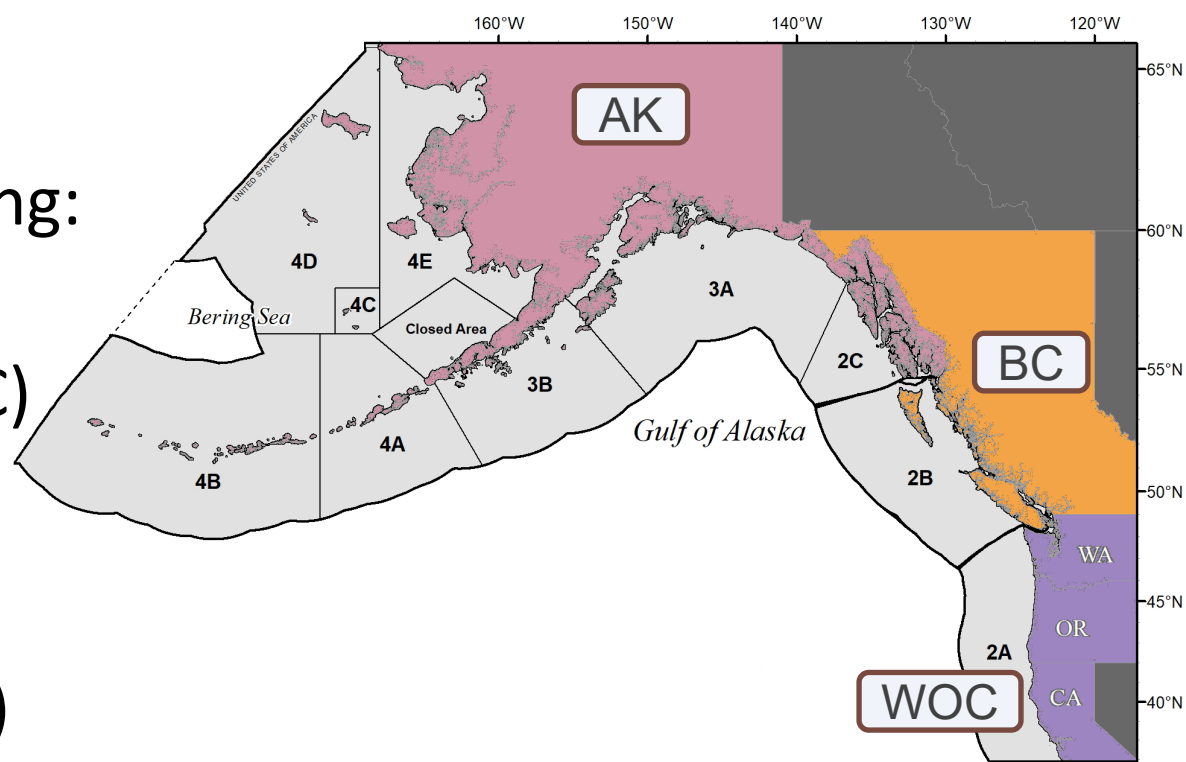 160°W 150°W 140°W 130°W 120°W
65°N
AK
UNITED STATES OF AMERICA
ng:
60°N
4D
4E
4C
3A
Bering Sea
Closed Area
BC
55°N
2C
C)
3B
Gulf of Alaska
4A
4B
2B
50°N
WA
45°N
OR
2A
)
WOC
CA
40°N